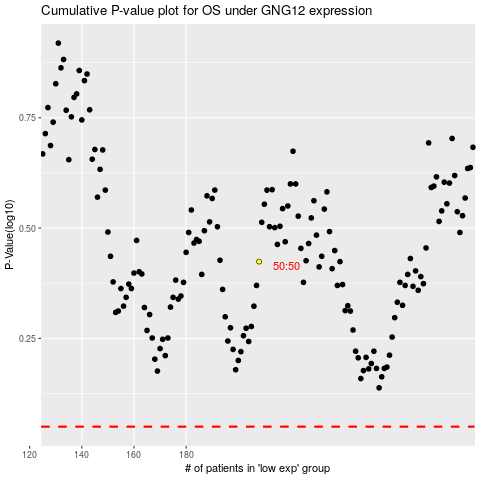 Cumulative P-value plot for OS under GNG12 expression
P-Value(log10)
0.75
0.50
0.25
50:50
120 140 160 180
# of patients in 'low exp' group